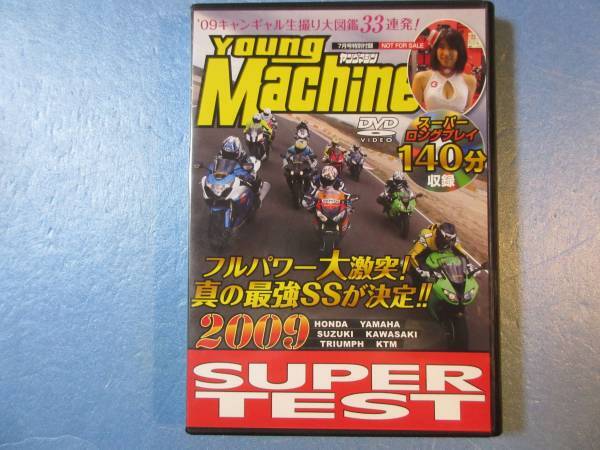 '09キャンギャル生撮り大図鑑33連発!
Young
7月号特別付録 NOT FOR SALE
ヤングマシン
Machine
DVD
VIDEO
スーパー
ロングプレイ
140分
収録
フルパワー大激突!
真の最強SSが決定!!
2009
HONDA YAMAHA
SUZUKI KAWASAKI
TRIUMPH KTM
SUPER
TEST